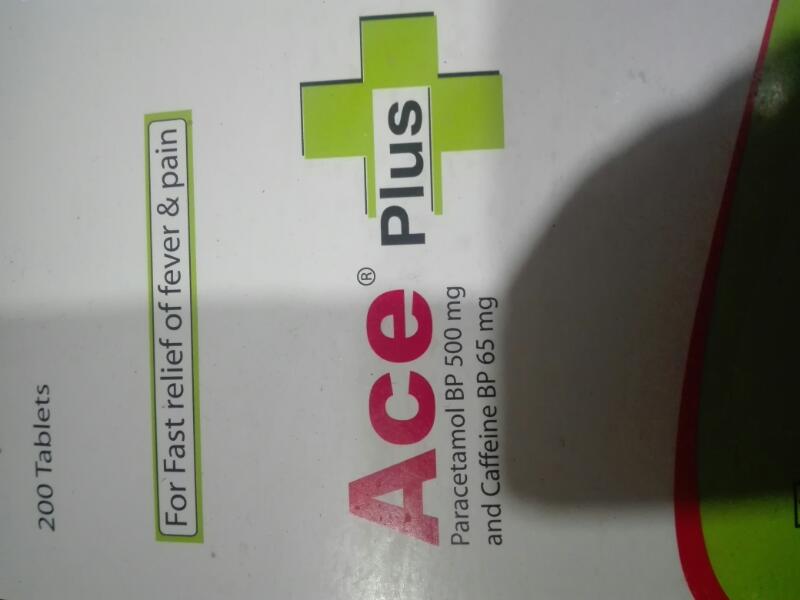 200 Tablets
For Fast relief of fever & pain
Ace® Plus
Paracetamol BP 500 mg
and Caffeine BP 65 mg